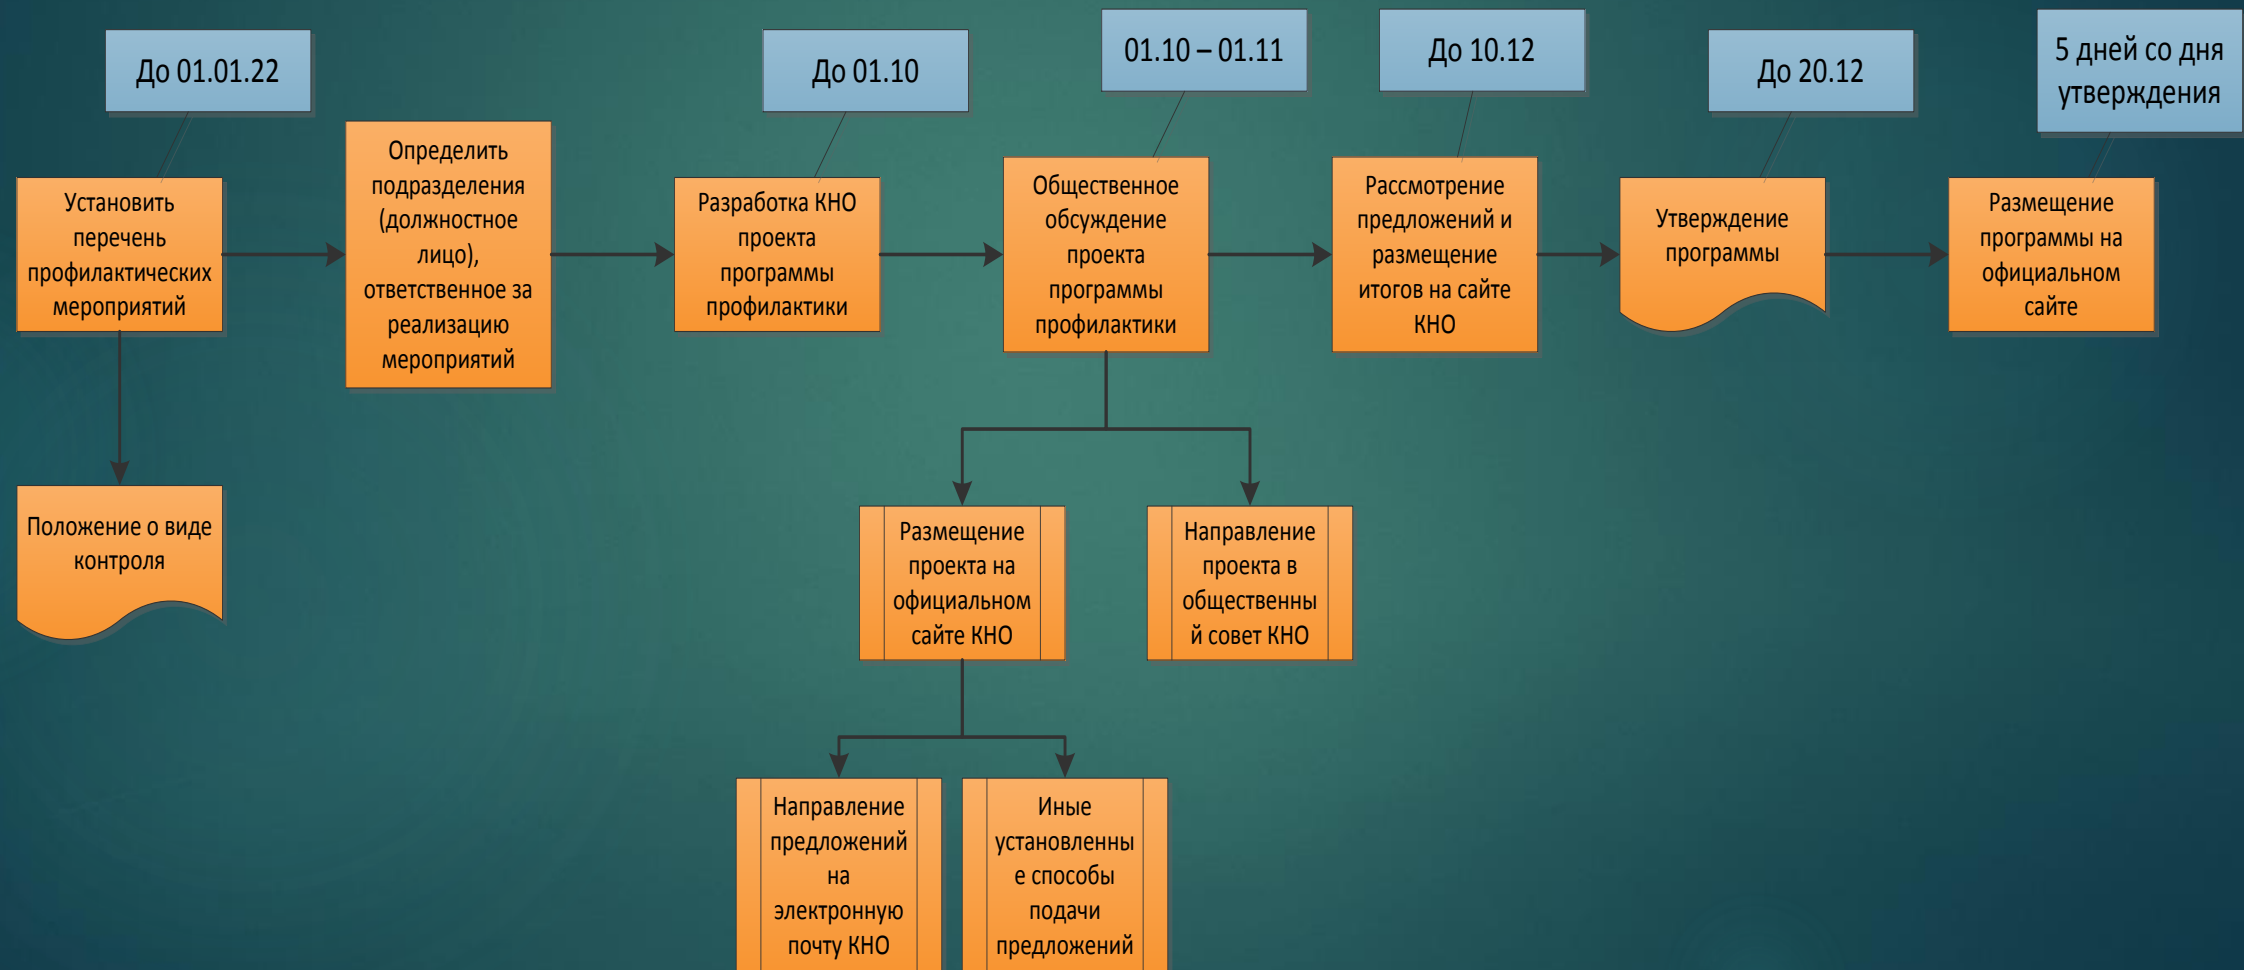 До 01.01.22
До 01.10
01.10 – 01.11
До 10.12
До 20.12
5 дней со дня
утверждения
Установить
перечень
профилактических
мероприятий
Определить
подразделения
(должностное
лицо),
ответственное за
реализацию
мероприятий
Разработка КНО
проекта
программы
профилактики
Общественное
обсуждение
проекта
программы
профилактики
Рассмотрение
предложений и
размещение
итогов на сайте
КНО
Утверждение
программы
Размещение
программы на
официальном
сайте
Положение о виде
контроля
Размещение
проекта на
официальном
сайте КНО
Направление
проекта в
общественны
й совет КНО
Направление
предложений
на
электронную
почту КНО
Иные
установленны
е способы
подачи
предложений